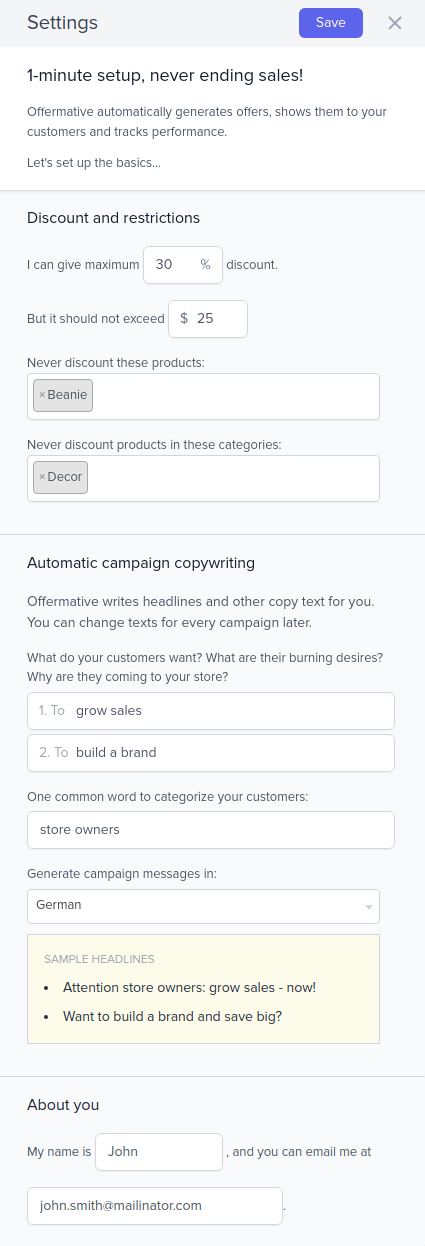 Settings
Save
1-minute setup, never ending sales!
Offermative automatically generates offers, shows them to your
customers and tracks performance.
Let's set up the basics...
Discount and restrictions
I can give maximum 30 % discount.
But it should not exceed $ 25
Never discount these products:
×Beanie
Never discount products in these categories:
×Decor
Automatic campaign copywriting
Offermative writes headlines and other copy text for you.
You can change texts for every campaign later.
What do your customers want? What are their burning desires?
Why are they coming to your store?
1. To grow sales
2. To build a brand
One common word to categorize your customers:
store owners
Generate campaign messages in:
German
SAMPLE HEADLINES
• Attention store owners: grow sales - now!
• Want to build a brand and save big?
About you
My name is John , and you can email me at
john.smith@mailinator.com .